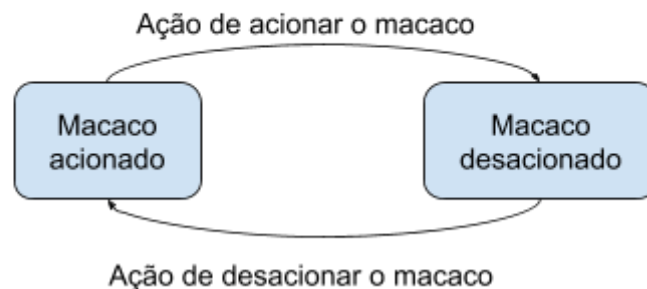 Ação de acionar o macaco
Macaco
acionado
Macaco
desacionado
Ação de desacionar o macaco